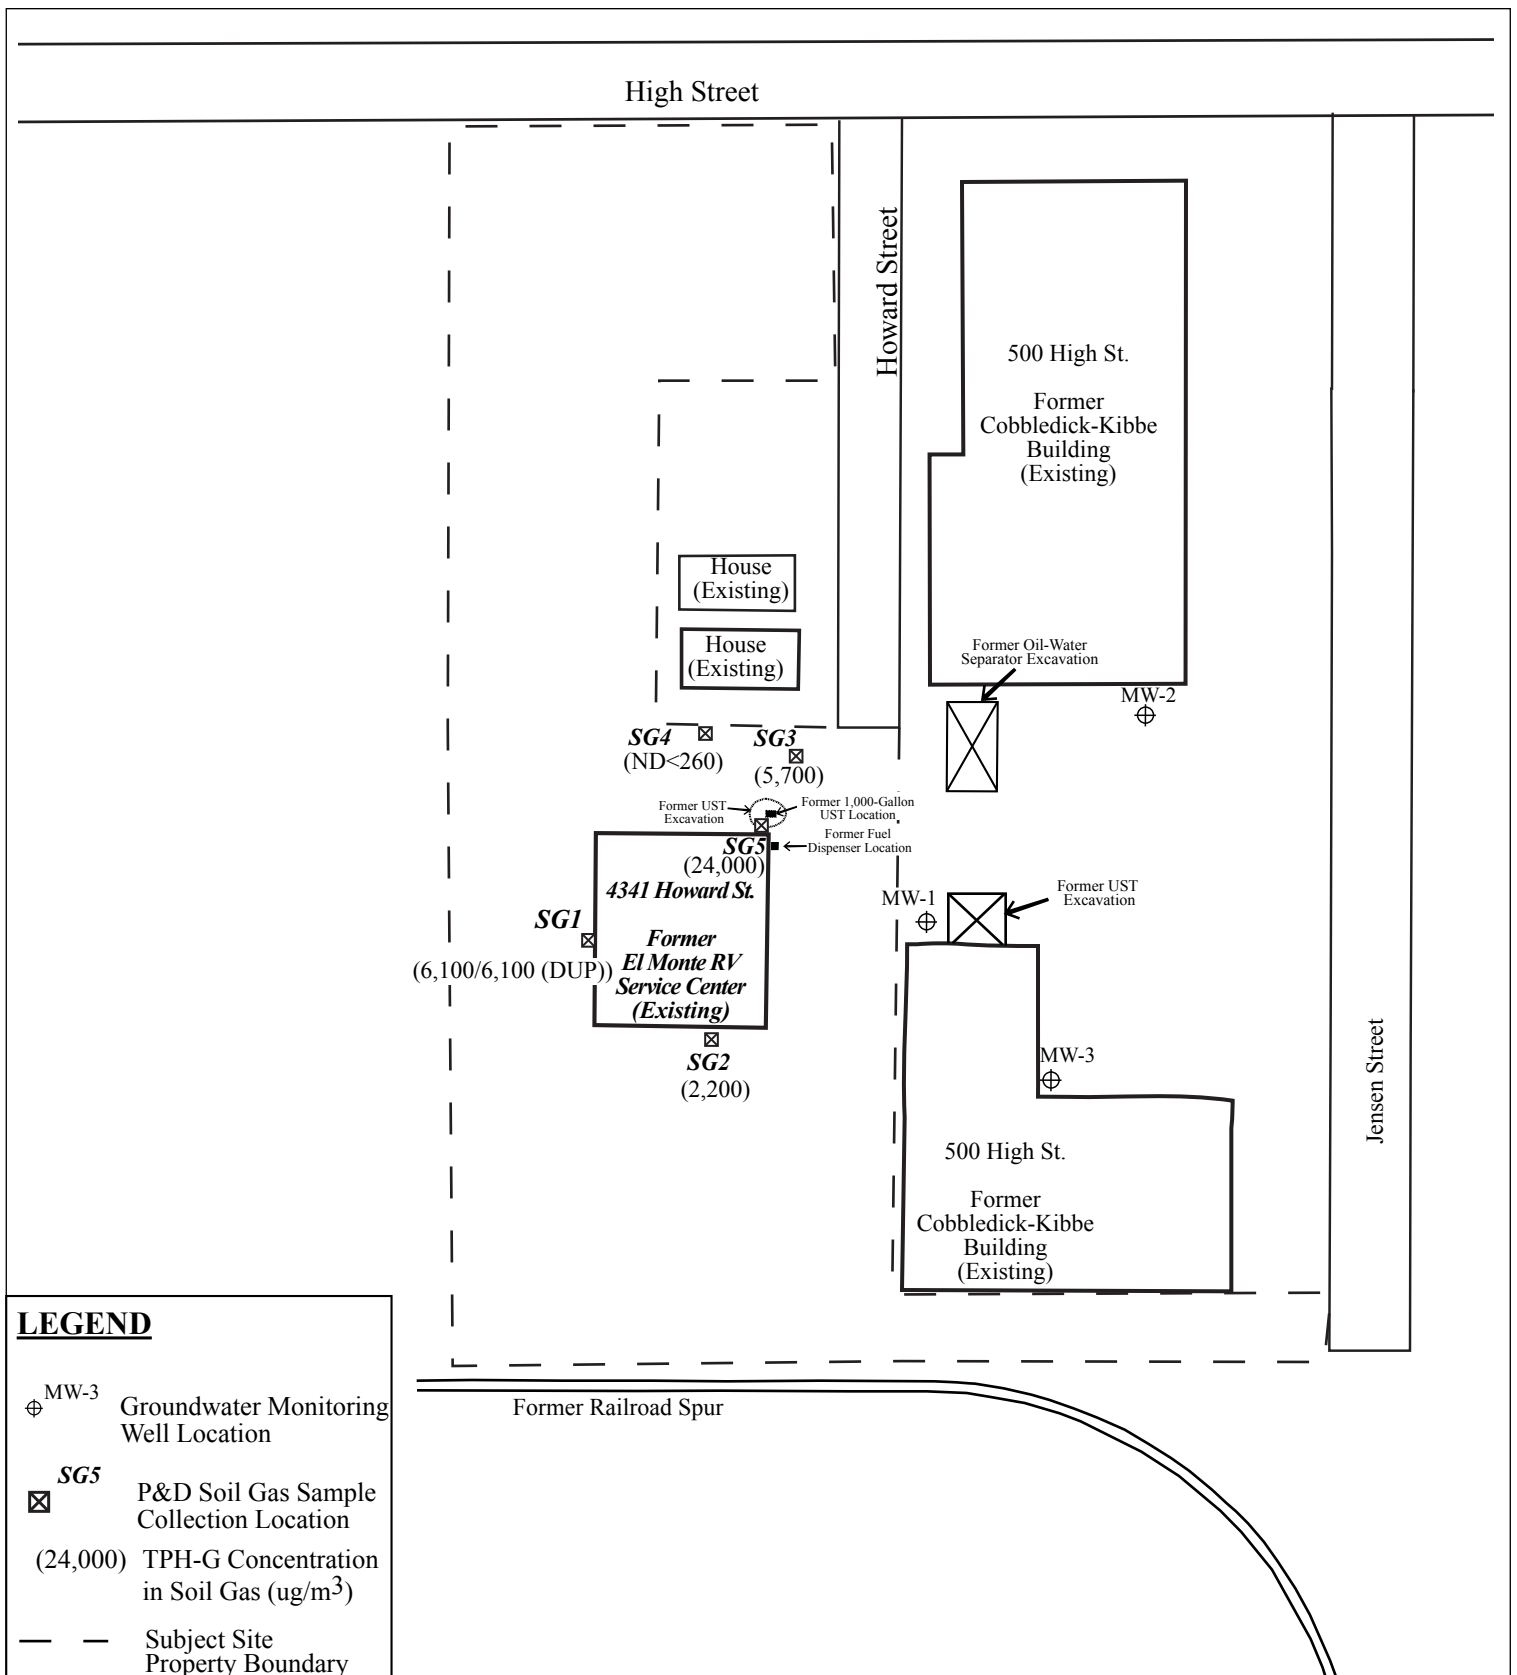 High Street
Howard Street
500 High St.
Former
Cobbledick-Kibbe
Building
(Existing)
House
(Existing)
House
(Existing)
Former Oil-Water
Separator Excavation
MW-2
SG4
(ND<260)
SG3
(5,700)
Former UST
Excavation
Former 1,000-Gallon
UST Location
Former Fuel
Dispenser Location
SG5
(24,000)
4341 Howard St.
Former
El Monte RV
Service Center
(Existing)
SG1
(6,100/6,100 (DUP))
SG2
(2,200)
MW-1
Former UST
Excavation
MW-3
500 High St.
Former
Cobbledick-Kibbe
Building
(Existing)
Jensen Street
Former Railroad Spur
LEGEND
MW-3
Groundwater Monitoring
Well Location
SG5
P&D Soil Gas Sample
Collection Location
(24,000) TPH-G Concentration
in Soil Gas (ug/m3)
Subject Site
Property Boundary